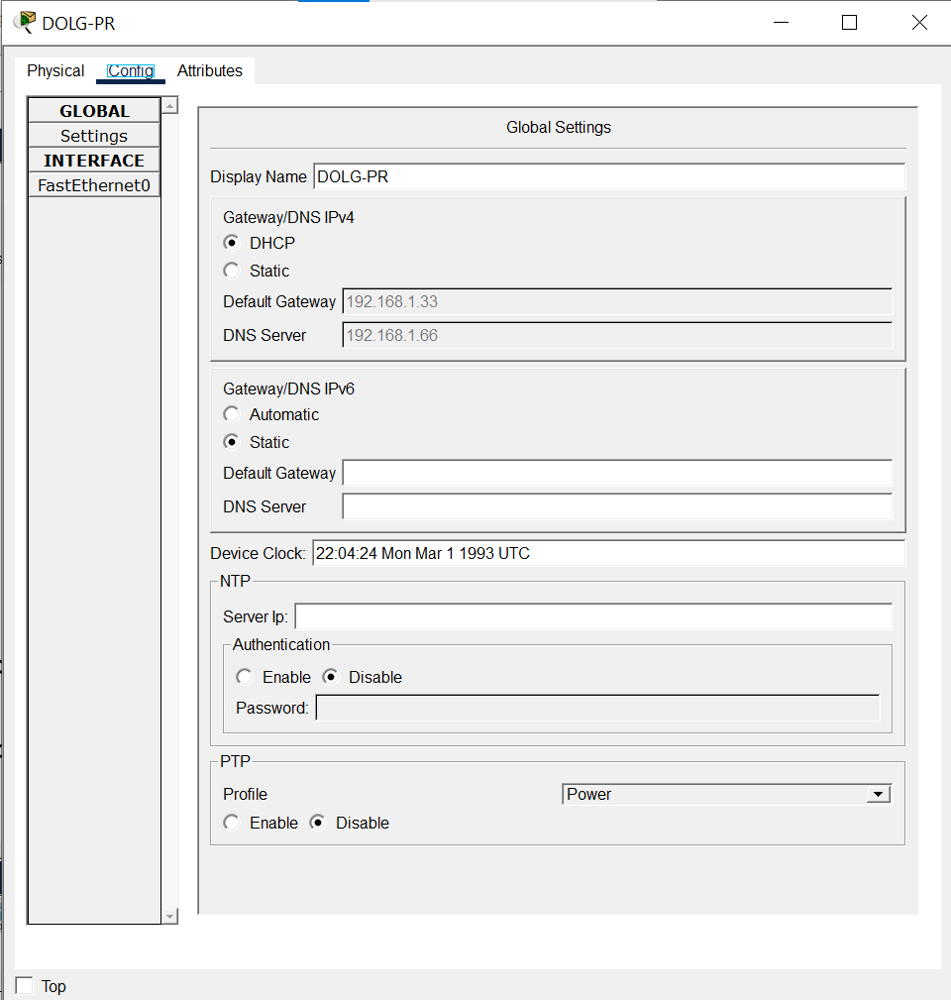 DOLG-PR
Physical Config Attributes
GLOBAL
Settings
INTERFACE
FastEthernet0
Global Settings
Display Name DOLG-PR
Gateway/DNS IPv4
DHCP
Static
Default Gateway 192.168.1.33
DNS Server 192.168.1.66
Gateway/DNS IPv6
Automatic
Static
Default Gateway
DNS Server
Device Clock: 22:04:24 Mon Mar 1 1993 UTC
NTP
Server Ip:
Authentication
Enable Disable
Password:
PTP
Profile Power
Enable Disable
Top